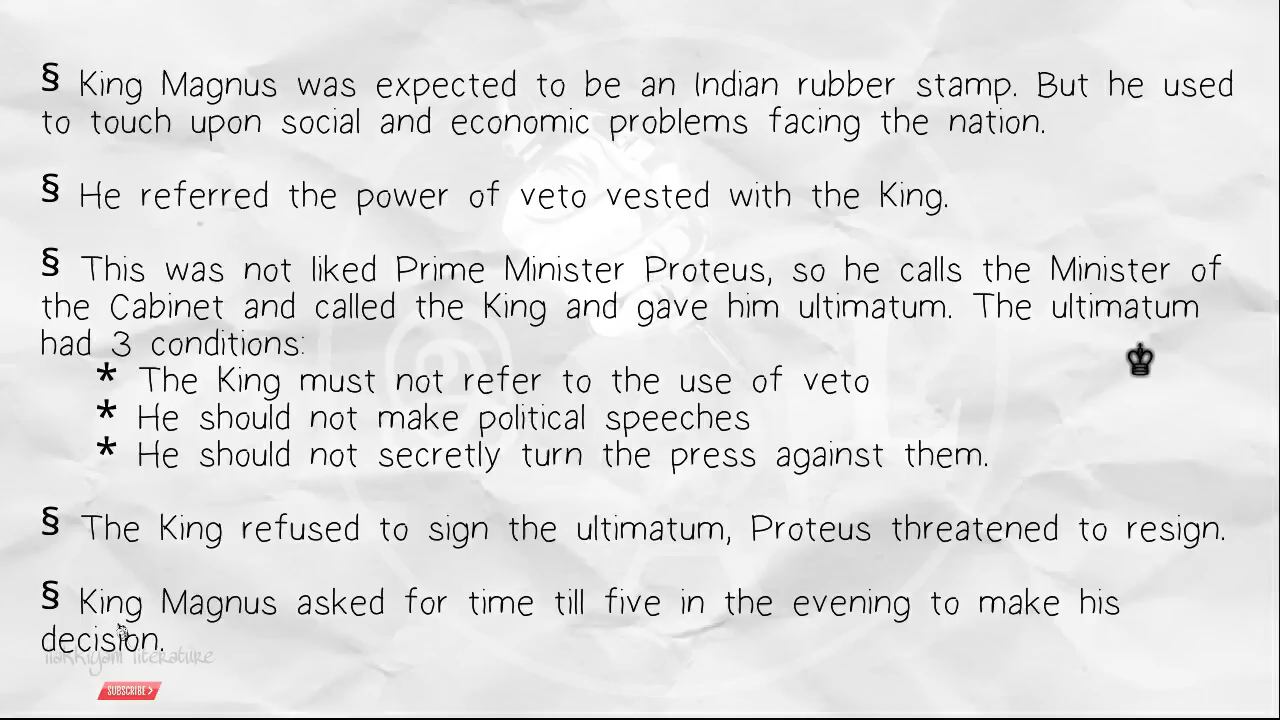 § King Magnus was expected to be an Indian rubber stamp. But he used
to touch upon social and economic problems facing the nation.
§ He referred the power of veto vested with the King.
§ This was not liked Prime Minister Proteus, so he calls the Minister of
the Cabinet and called the King and gave him ultimatum. The ultimatum
had 3 conditions:
* The King must not refer to the use of veto
* He should not make political speeches
* He should not secretly turn the press against them.
§ The King refused to sign the ultimatum, Proteus threatened to resign.
§ King Magnus asked for time till five in the evening to make his
decision.
Ilakkiyam literature
SUBSCRIBE >